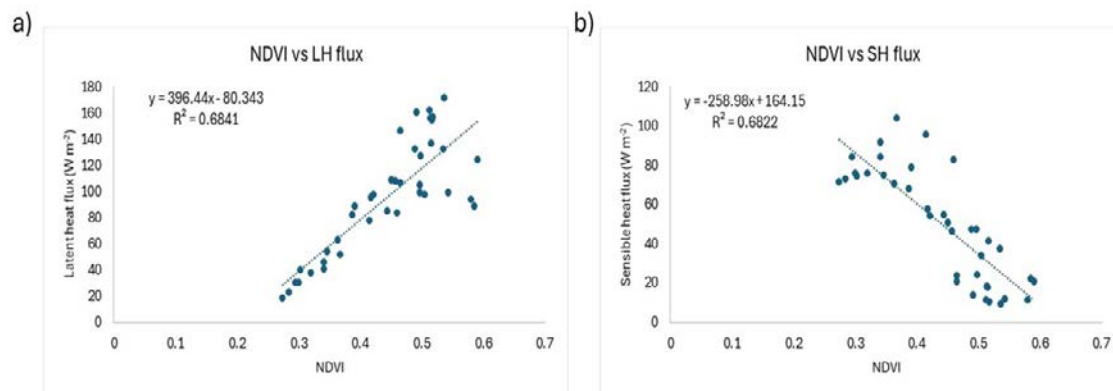 a)
NDVI vs LH flux
y = 396.44x - 80.343
R² = 0.6841
Latent heat flux (W m⁻²)
180
160
140
120
100
80
60
40
20
0
0 0.1 0.2 0.3 0.4 0.5 0.6 0.7
NDVI
b)
NDVI vs SH flux
y = -258.98x + 164.15
R² = 0.6822
Sensible heat flux (W m⁻²)
120
100
80
60
40
20
0
0 0.1 0.2 0.3 0.4 0.5 0.6 0.7
NDVI